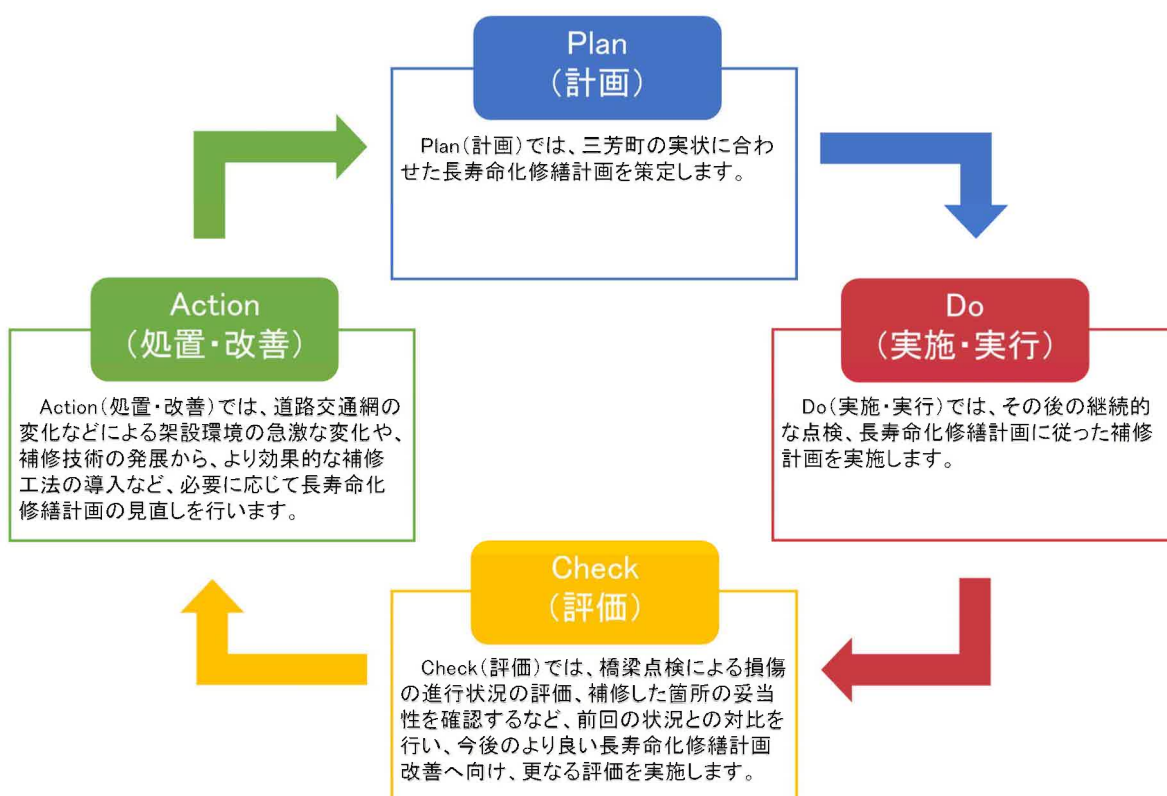 Plan
（計画）
Plan（計画）では、三芳町の実状に合わ
せた長寿命化修繕計画を策定します。
Do
（実施・実行）
Do（実施・実行）では、その後の継続的
な点検、長寿命化修繕計画に従った補修
計画を実施します。
Check
（評価）
Check（評価）では、橋梁点検による損傷
の進行状況の評価、補修した箇所の妥当
性を確認するなど、前回の状況との対比を
行い、今後のより良い長寿命化修繕計画
改善へ向け、更なる評価を実施します。
Action
（処置・改善）
Action（処置・改善）では、道路交通網の
変化などによる架設環境の急激な変化や、
補修技術の発展から、より効果的な補修
工法の導入など、必要に応じて長寿命化
修繕計画の見直しを行います。